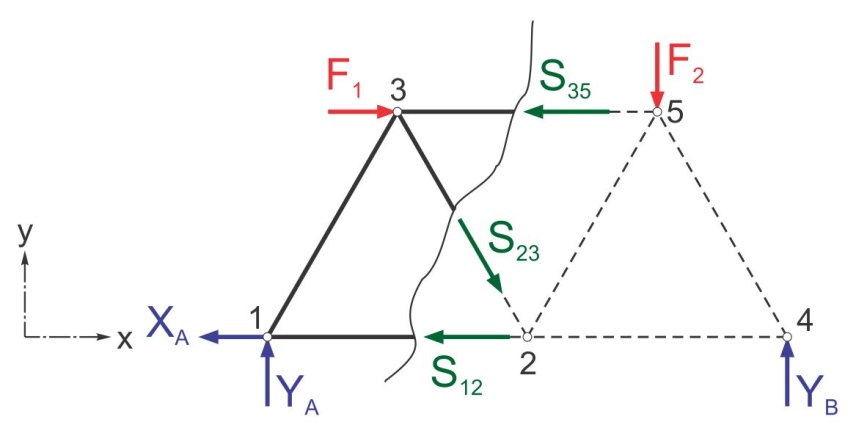 F₁
3
S₃₅
F₂
5
S₂₃
y
x
X_A
1
Y_A
S₁₂
2
4
Y_B